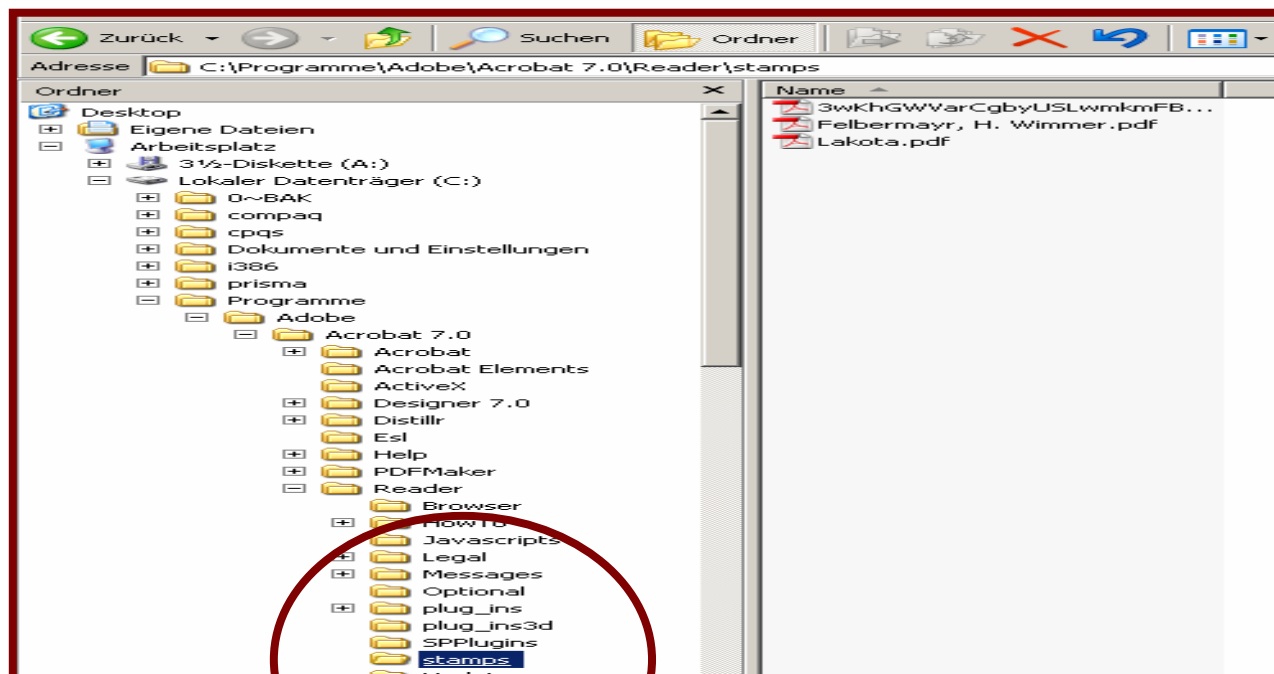 Zurück Suchen Ordner
Adresse C:\Programme\Adobe\Acrobat 7.0\Reader\stamps
Ordner
Desktop
Eigene Dateien
Arbeitsplatz
3½-Diskette (A:)
Lokaler Datenträger (C:)
0~BAK
compaq
cpqs
Dokumente und Einstellungen
i386
prisma
Programme
Adobe
Acrobat 7.0
Acrobat
Acrobat Elements
ActiveX
Designer 7.0
Distillr
Esl
Help
PDFMaker
Reader
Browser
HowTo
Javascripts
Legal
Messages
Optional
plug_ins
plug_ins3d
SPPlugins
stamps
Name
3wKhGWVarCgbyUSLwmkmFB...
Felbermayr, H. Wimmer.pdf
Lakota.pdf